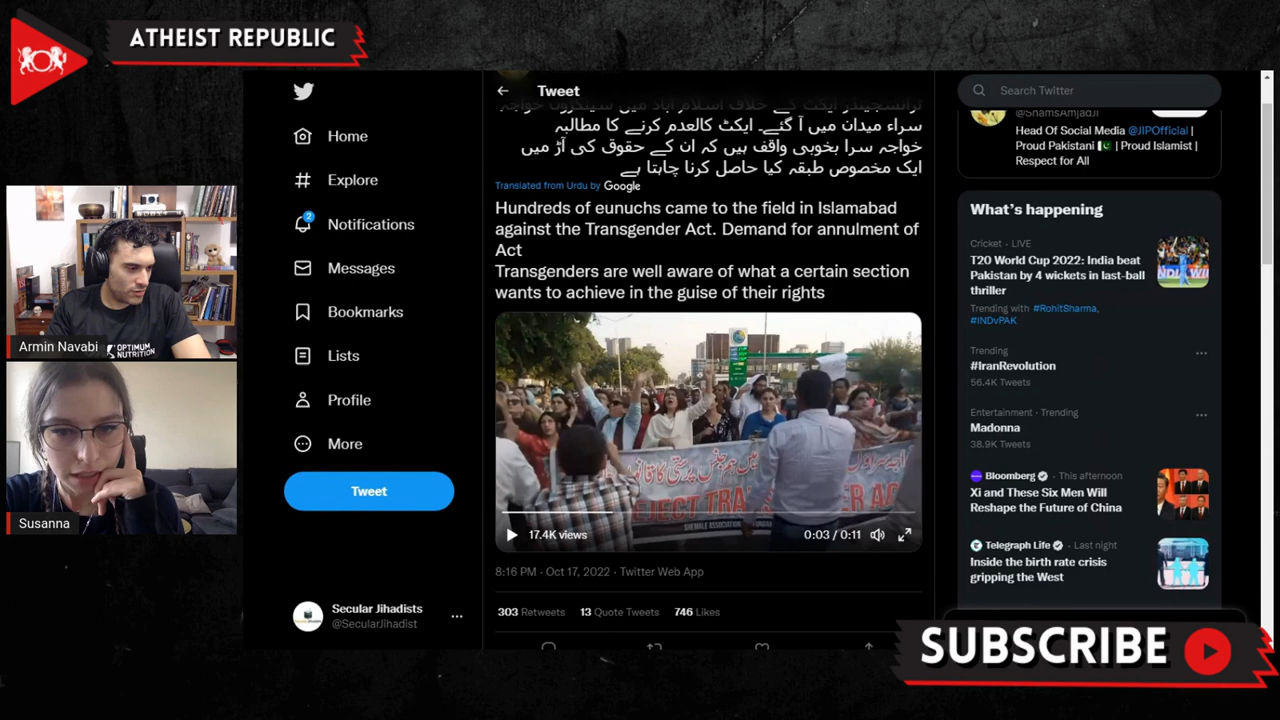 ATHEIST REPUBLIC
Home
Explore
2
Notifications
Messages
Bookmarks
Lists
Profile
More
Tweet
Secular Jihadists
@SecularJihadist
Tweet
سراء میدان میں آ گئے۔ ایکٹ کالعدم کرنے کا مطالبہ
خواجہ سرا بخوبی واقف ہیں کہ ان کے حقوق کی آڑ میں
ایک مخصوص طبقہ کیا حاصل کرنا چاہتا ہے
Translated from Urdu by Google
Hundreds of eunuchs came to the field in Islamabad
against the Transgender Act. Demand for annulment of
Act
Transgenders are well aware of what a certain section
wants to achieve in the guise of their rights
REJECT TRA
SHEMALE ASSOCIATION
17.4K views
0:03 / 0:11
8:16 PM · Oct 17, 2022 · Twitter Web App
303 Retweets 13 Quote Tweets 746 Likes
Search Twitter
@ShamsAmjadJI
Head Of Social Media @JIPOfficial |
Proud Pakistani | Proud Islamist |
Respect for All
What's happening
Cricket · LIVE
T20 World Cup 2022: India beat
Pakistan by 4 wickets in last-ball
thriller
Trending with #RohitSharma,
#INDvPAK
Trending
#IranRevolution
56.4K Tweets
Entertainment · Trending
Madonna
38.9K Tweets
Bloomberg · This afternoon
Xi and These Six Men Will
Reshape the Future of China
Telegraph Life · Last night
Inside the birth rate crisis
gripping the West
Armin Navabi
OPTIMUM
NUTRITION
Susanna
SUBSCRIBE